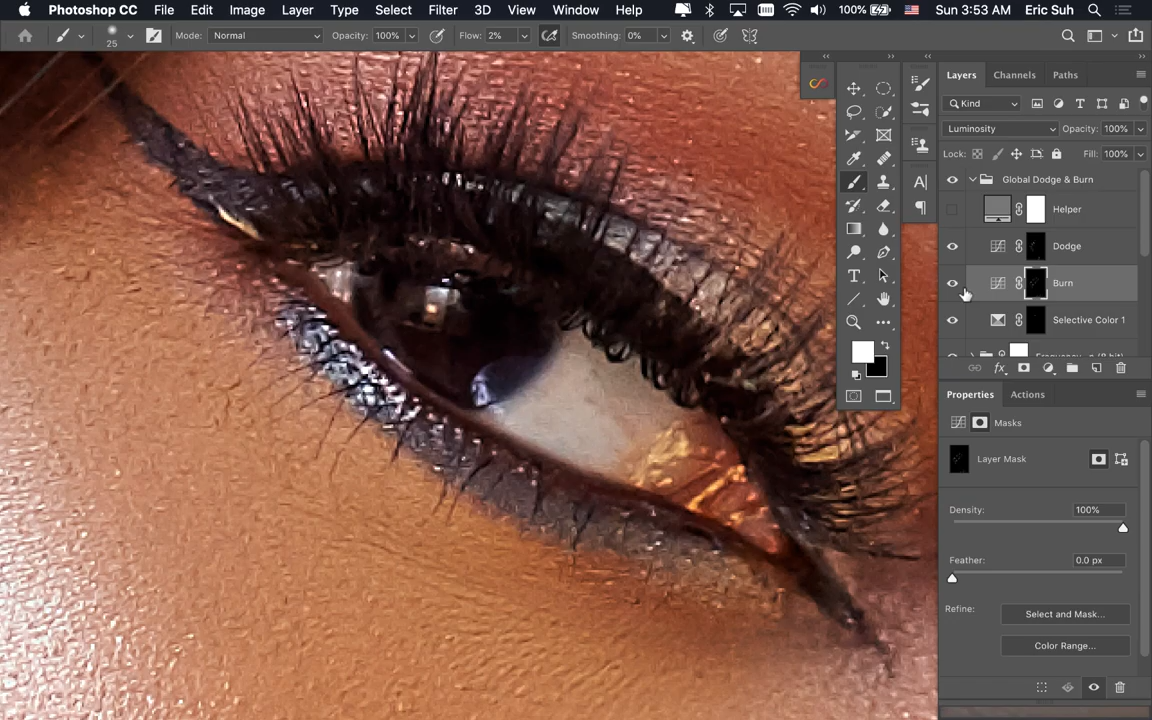 Photoshop CC File Edit Image Layer Type Select Filter 3D View Window Help 100% Sun 3:53 AM Eric Suh
25 Mode: Normal Opacity: 100% Flow: 2% Smoothing: 0%
Layers Channels Paths
Kind
Luminosity Opacity: 100%
Lock: Fill: 100%
Global Dodge & Burn
Helper
Dodge
Burn
Selective Color 1
Properties Actions
Masks
Layer Mask
Density: 100%
Feather: 0.0 px
Refine: Select and Mask...
Color Range...